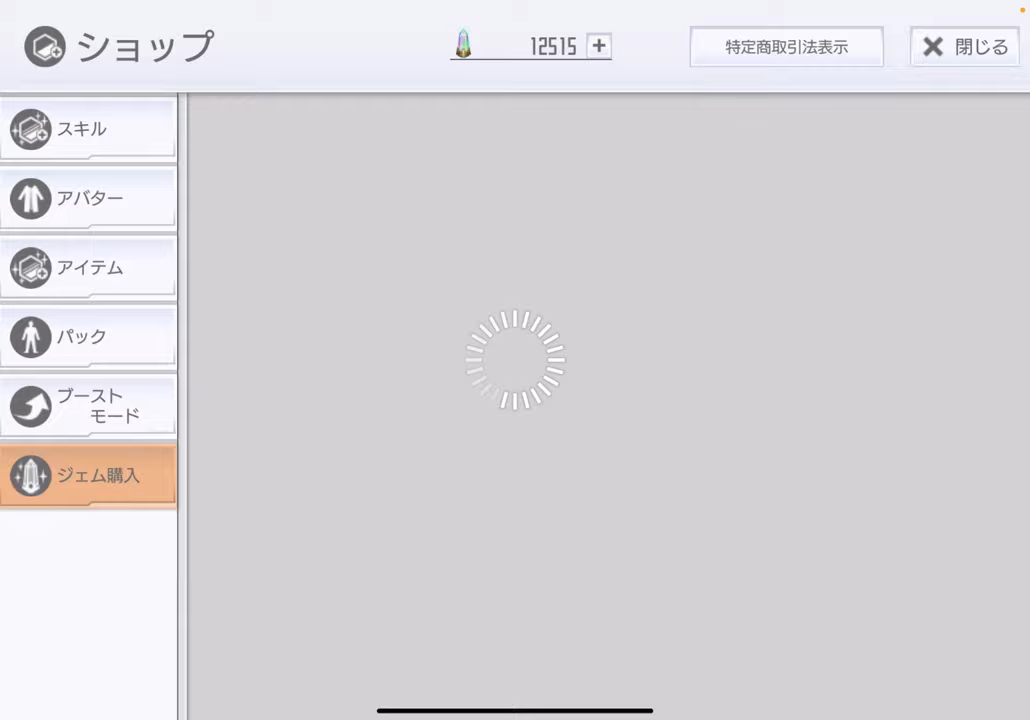 ショップ
12515
特定商取引法表示
閉じる
スキル
アバター
アイテム
パック
ブースト
モード
ジェム購入